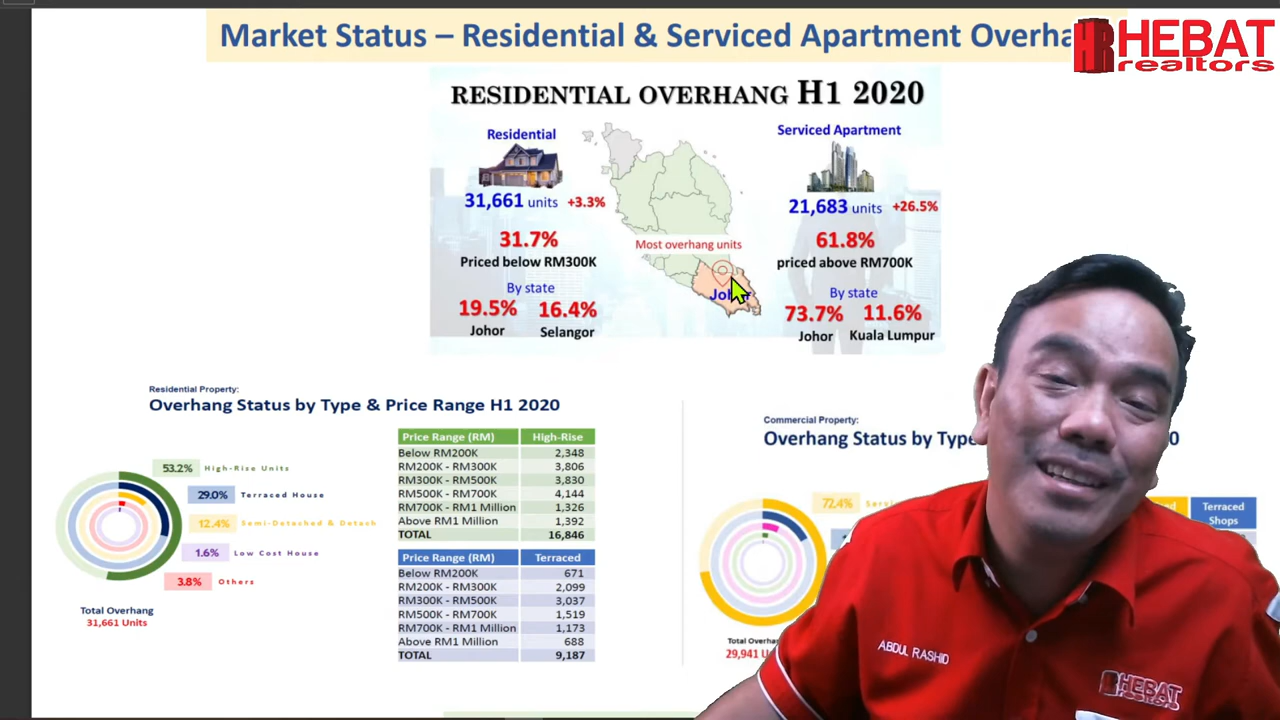 Market Status – Residential & Serviced Apartment
HEBAT
realtors
RESIDENTIAL OVERHANG H1 2020
Residential
31,661 units +3.3%
31.7%
Priced below RM300K
By state
19.5% 16.4%
Johor Selangor
Most overhang units
Serviced Apartment
21,683 units +26.5%
61.8%
priced above RM700K
By state
73.7% 11.6%
Johor Kuala Lumpur
Residential Property:
Overhang Status by Type & Price Range H1 2020
53.2% High-Rise Units
29.0% Terraced House
12.4% Semi-Detached & Detach
1.6% Low Cost House
3.8% Others
Total Overhang
31,661 Units
Price Range (RM) High-Rise
Below RM200K 2,348
RM200K - RM300K 3,806
RM300K - RM500K 3,830
RM500K - RM700K 4,144
RM700K - RM1 Million 1,326
Above RM1 Million 1,392
TOTAL 16,846
Price Range (RM) Terraced
Below RM200K 671
RM200K - RM300K 2,099
RM300K - RM500K 3,037
RM500K - RM700K 1,519
RM700K - RM1 Million 1,173
Above RM1 Million 688
TOTAL 9,187
Commercial Property:
Overhang Status by
72.4%
Total
29,941
Terraced
Shops
ABDUL RASHID
HEBAT